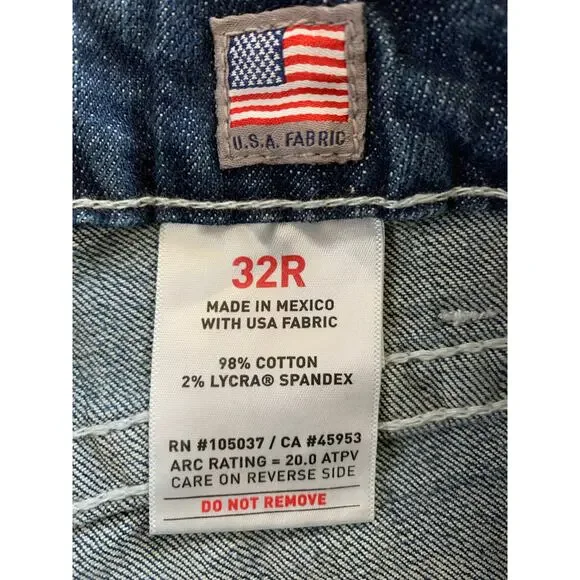 U.S.A. FABRIC
32R
MADE IN MEXICO
WITH USA FABRIC
98% COTTON
2% LYCRA® SPANDEX
RN #105037 / CA #45953
ARC RATING = 20.0 ATPV
CARE ON REVERSE SIDE
DO NOT REMOVE